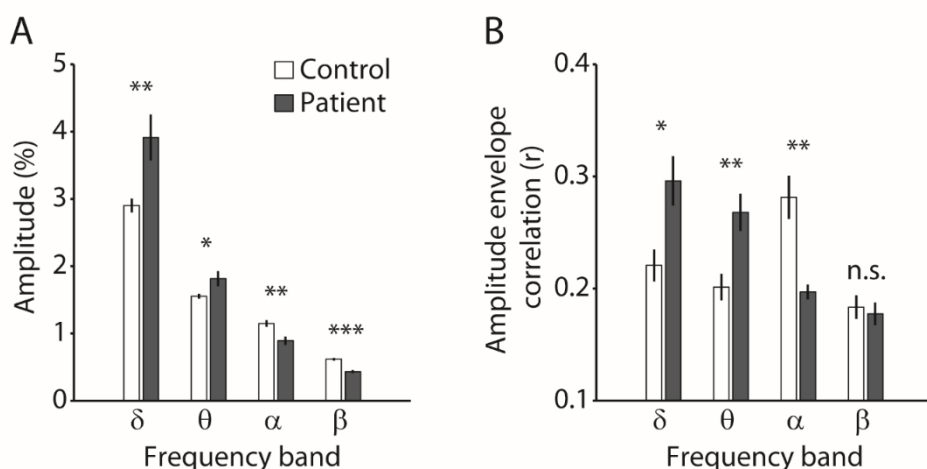 A
5
4
3
2
1
0
Amplitude (%)
Control
Patient
**
*
**
***
δ θ α β
Frequency band
B
0.4
0.3
0.2
0.1
Amplitude envelope
correlation (r)
*
**
**
n.s.
δ θ α β
Frequency band